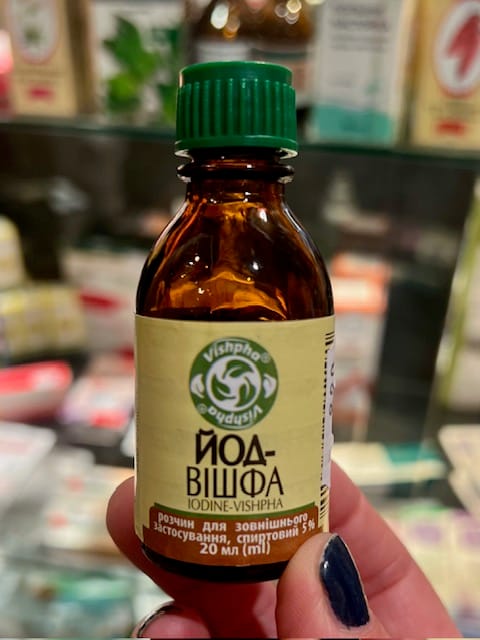 Vishpha®
Vishpha®
ЙОД-
ВІШФА
IODINE-VISHPHA
розчин для зовнішнього
застосування, спиртовий 5%
20 мл (ml)